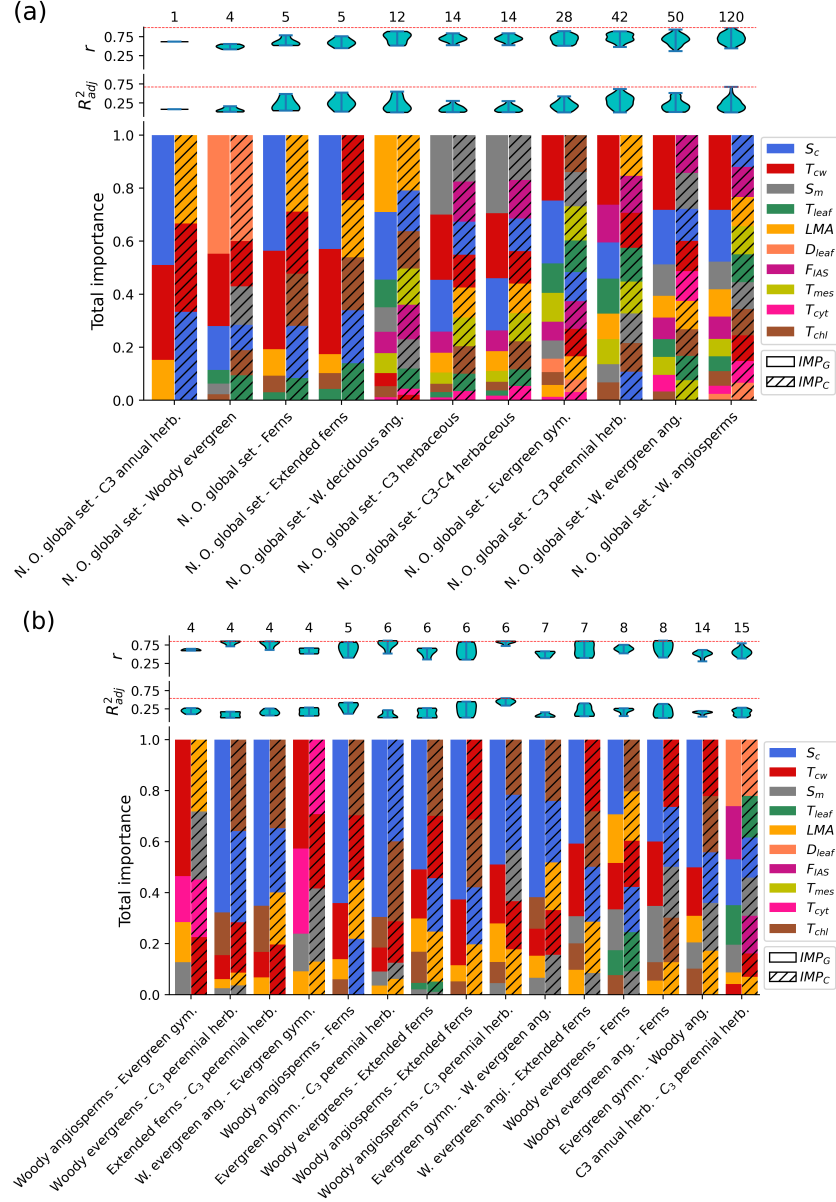 (a)
1 4 5 5 12 14 14 28 42 50 120
0.75
0.25
r
0.75
0.25
R²adj
1.0
0.8
0.6
0.4
0.2
0.0
Total importance
Sc
Tcw
Sm
Tleaf
LMA
Dleaf
FIAS
Tmes
Tcyt
Tchl
IMPG
IMPC
N. O. global set - C3 annual herb.
N. O. global set - Woody evergreen
N. O. global set - Ferns
N. O. global set - Extended ferns
N. O. global set - W. deciduous ang.
N. O. global set - C3 herbaceous
N. O. global set - C3-C4 herbaceous
N. O. global set - Evergreen gym.
N. O. global set - C3 perennial herb.
N. O. global set - W. evergreen ang.
N. O. global set - W. angiosperms
(b)
4 4 4 4 5 6 6 6 6 7 7 8 8 14 15
0.75
0.25
r
0.75
0.25
R²adj
1.0
0.8
0.6
0.4
0.2
0.0
Total importance
Sc
Tcw
Sm
Tleaf
LMA
Dleaf
FIAS
Tmes
Tcyt
Tchl
IMPG
IMPC
Woody angiosperms - Evergreen gym.
Woody evergreens - C₃ perennial herb.
Extended ferns - C₃ perennial herb.
W. evergreen ang. - Evergreen gymn.
Woody angiosperms - Ferns
Evergreen gymn. - C₃ perennial herb.
Woody evergreens - Extended ferns
Woody angiosperms - Extended ferns
Woody angiosperms - C₃ perennial herb.
Evergreen gymn. - W. evergreen ang.
W. evergreen angi. - Extended ferns
Woody evergreens - Ferns
Woody evergreen ang. - Ferns
Evergreen gymn. - Woody ang.
C3 annual herb. - C₃ perennial herb.